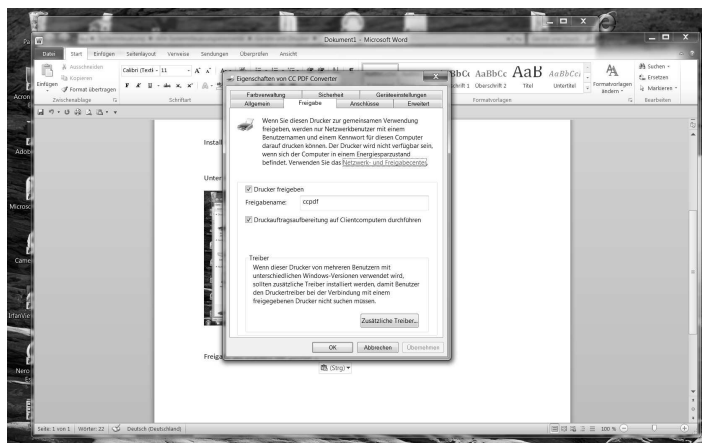 Dokument1 - Microsoft Word
Datei Start Einfügen Seitenlayout Verweise Sendungen Überprüfen Ansicht
Ausschneiden
Kopieren
Format übertragen
Einfügen
Zwischenablage
Calibri (Textl 11
Schriftart
AaBbCc AaB AaBbCcI
Überschrift 2 Titel Untertitel
Formatvorlagen ändern
Formatvorlagen
Suchen
Ersetzen
Markieren
Bearbeiten
Eigenschaften von CC PDF Converter
Farbverwaltung Sicherheit Geräteeinstellungen
Allgemein Freigabe Anschlüsse Erweitert
Wenn Sie diesen Drucker zur gemeinsamen Verwendung
freigeben, werden nur Netzwerkbenutzer mit einem
Benutzernamen und einem Kennwort für diesen Computer
darauf drucken können. Der Drucker wird nicht verfügbar sein,
wenn sich der Computer in einem Energiesparzustand
befindet. Verwenden Sie das Netzwerk- und Freigabecenter.
Drucker freigeben
Freigabename: ccpdf
Druckauftragsaufbereitung auf Clientcomputern durchführen
Treiber
Wenn dieser Drucker von mehreren Benutzern mit
unterschiedlichen Windows-Versionen verwendet wird,
sollten zusätzliche Treiber installiert werden, damit Benutzer
den Druckertreiber bei der Verbindung mit einem
freigegebenen Drucker nicht suchen müssen.
Zusätzliche Treiber...
OK Abbrechen Übernehmen
Install
Unter
Freiga
(Strg)
Acron
Adob
Microso
Came
IrfanVie
Nero
Seite: 1 von 1 Wörter: 22 Deutsch (Deutschland) 100 %